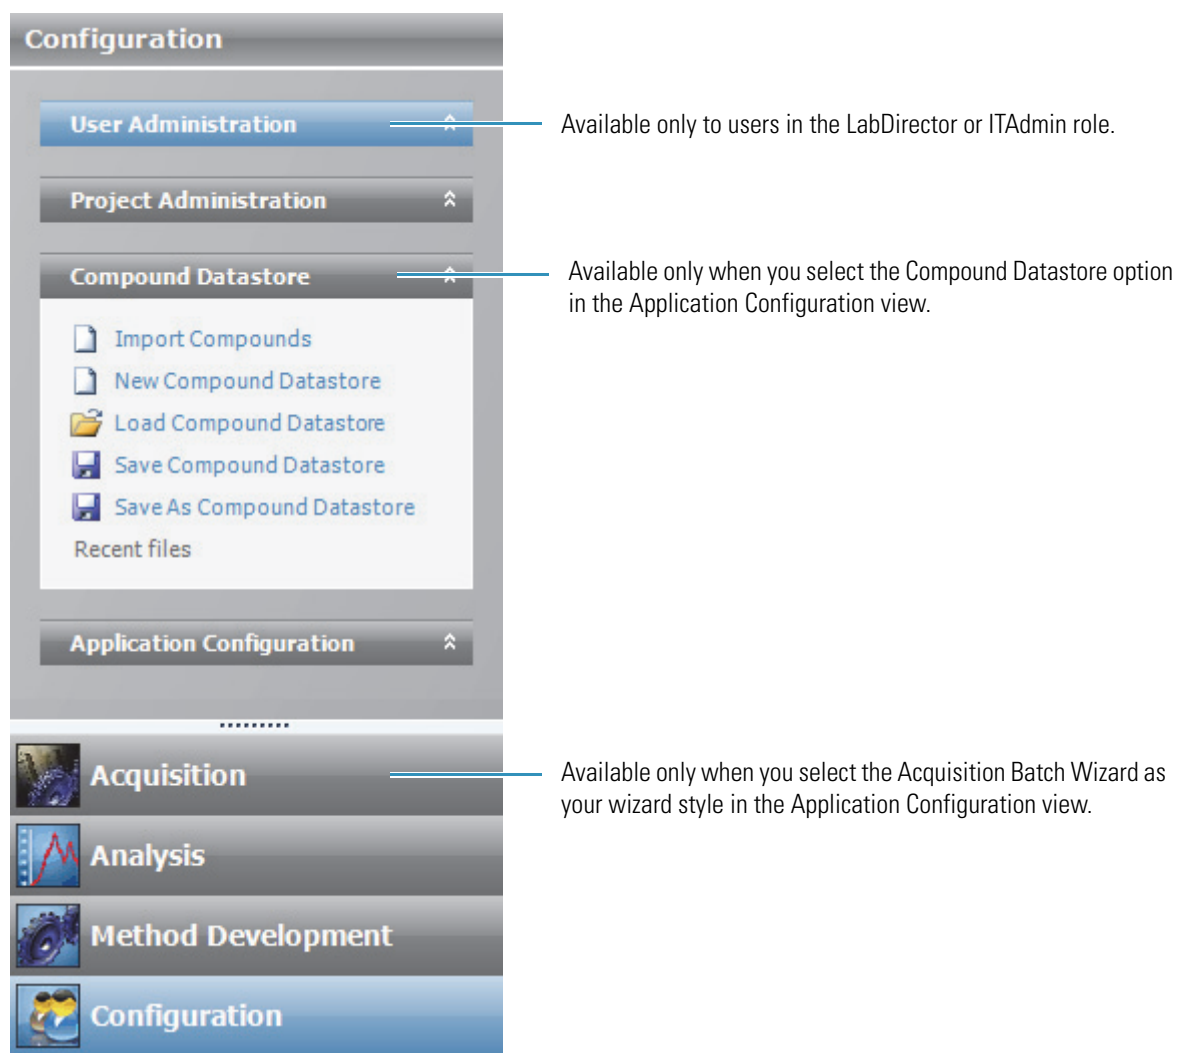 Configuration
User Administration
Available only to users in the LabDirector or ITAdmin role.
Project Administration
Compound Datastore
Available only when you select the Compound Datastore option
in the Application Configuration view.
Import Compounds
New Compound Datastore
Load Compound Datastore
Save Compound Datastore
Save As Compound Datastore
Recent files
Application Configuration
Acquisition
Available only when you select the Acquisition Batch Wizard as
your wizard style in the Application Configuration view.
Analysis
Method Development
Configuration